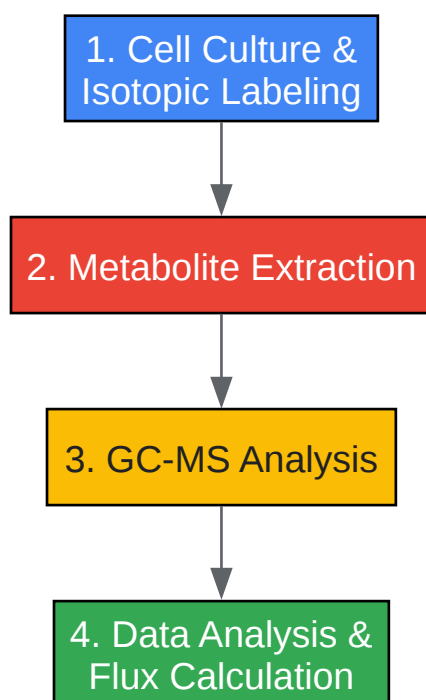 1. Cell Culture &
Isotopic Labeling
2. Metabolite Extraction
3. GC-MS Analysis
4. Data Analysis &
Flux Calculation